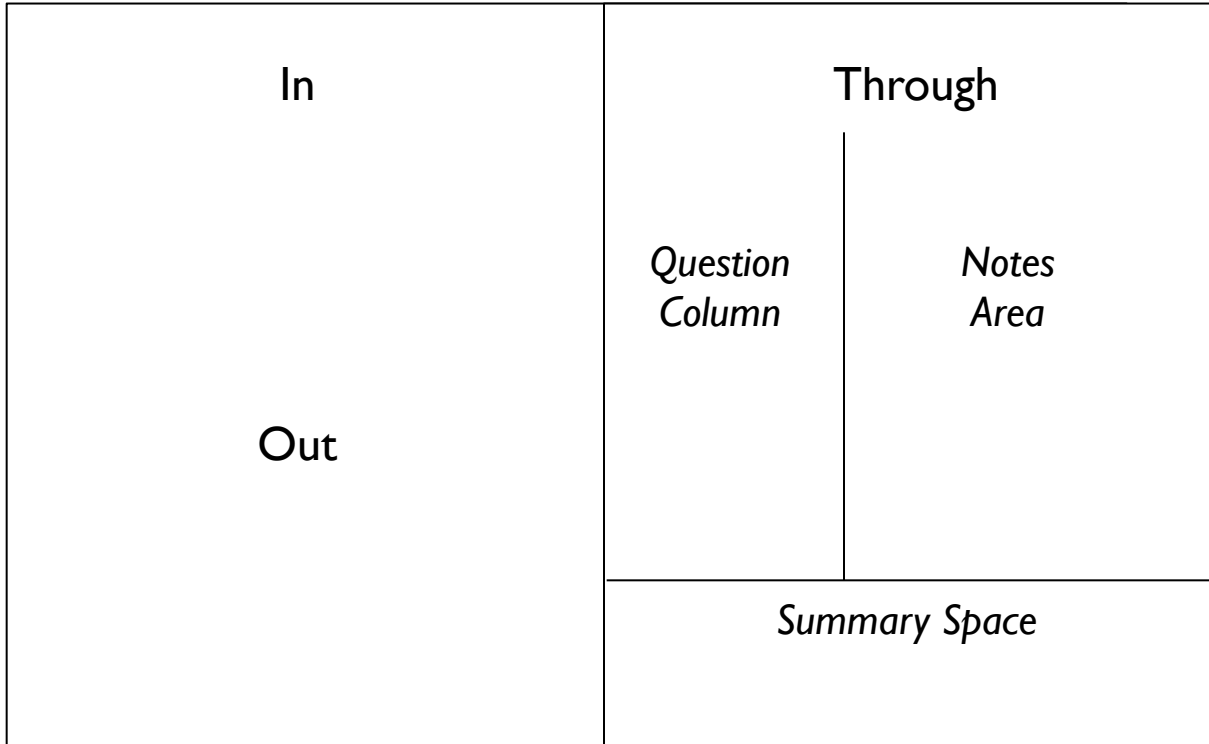 In
Out
Through
Question
Column
Notes
Area
Summary Space